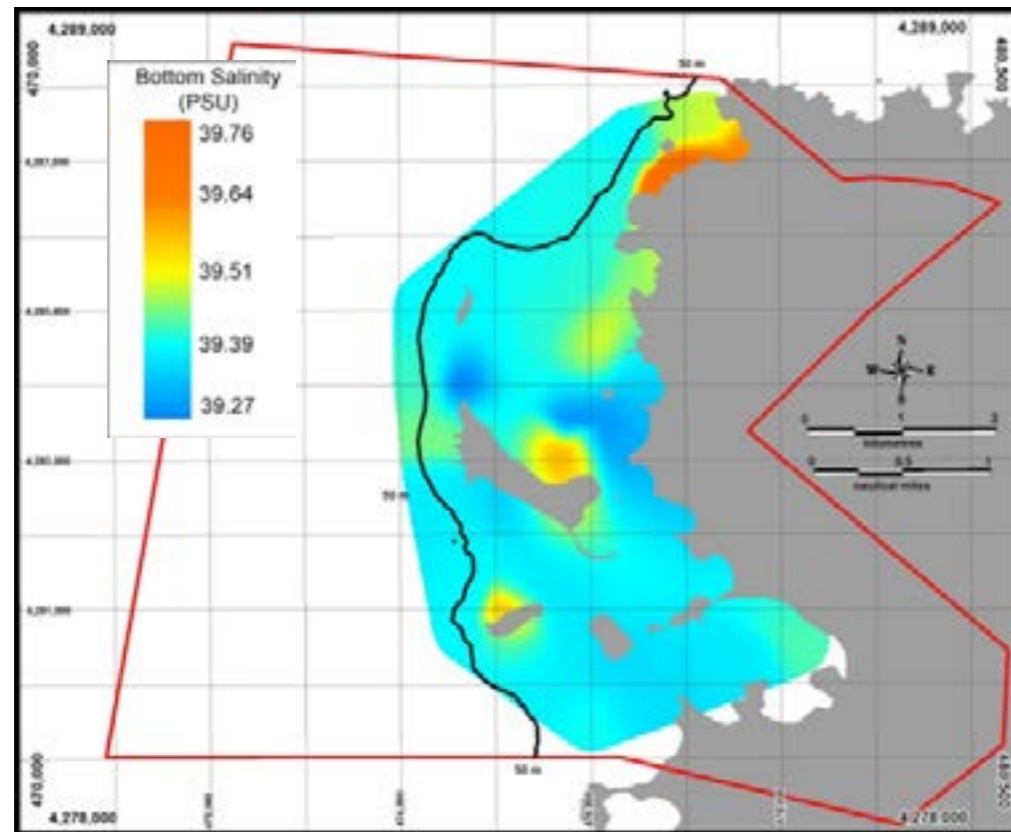 4,289,000
4,289,000
470,000
480,500
50 m
Bottom Salinity
(PSU)
39.76
39.64
39.51
39.39
39.27
N
W
E
S
0 1 2
kilometres
0 0.5 1
nautical miles
50 m
50 m
470,000
480,500
4,278,000
4,278,000